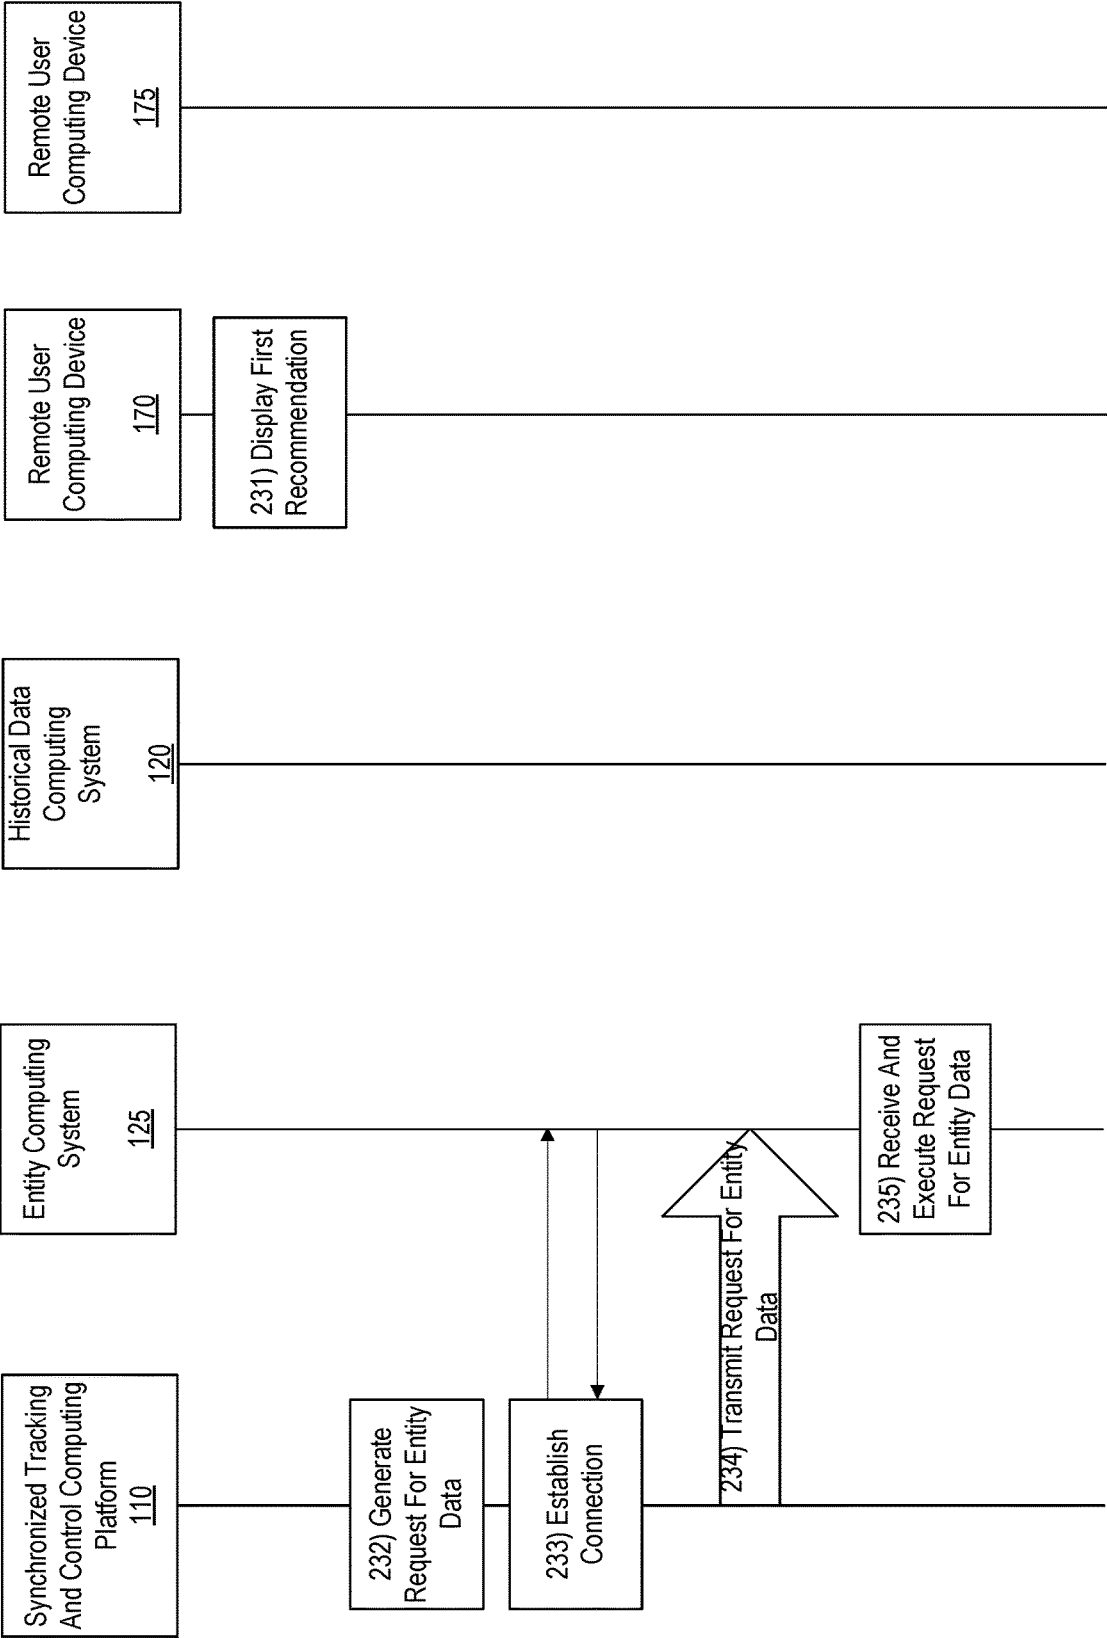 Synchronized Tracking
And Control Computing
Platform
110
Entity Computing
System
125
Historical Data
Computing
System
120
Remote User
Computing Device
170
Remote User
Computing Device
175
231) Display First
Recommendation
232) Generate
Request For Entity
Data
233) Establish
Connection
234) Transmit Request For Entity
Data
235) Receive And
Execute Request
For Entity Data